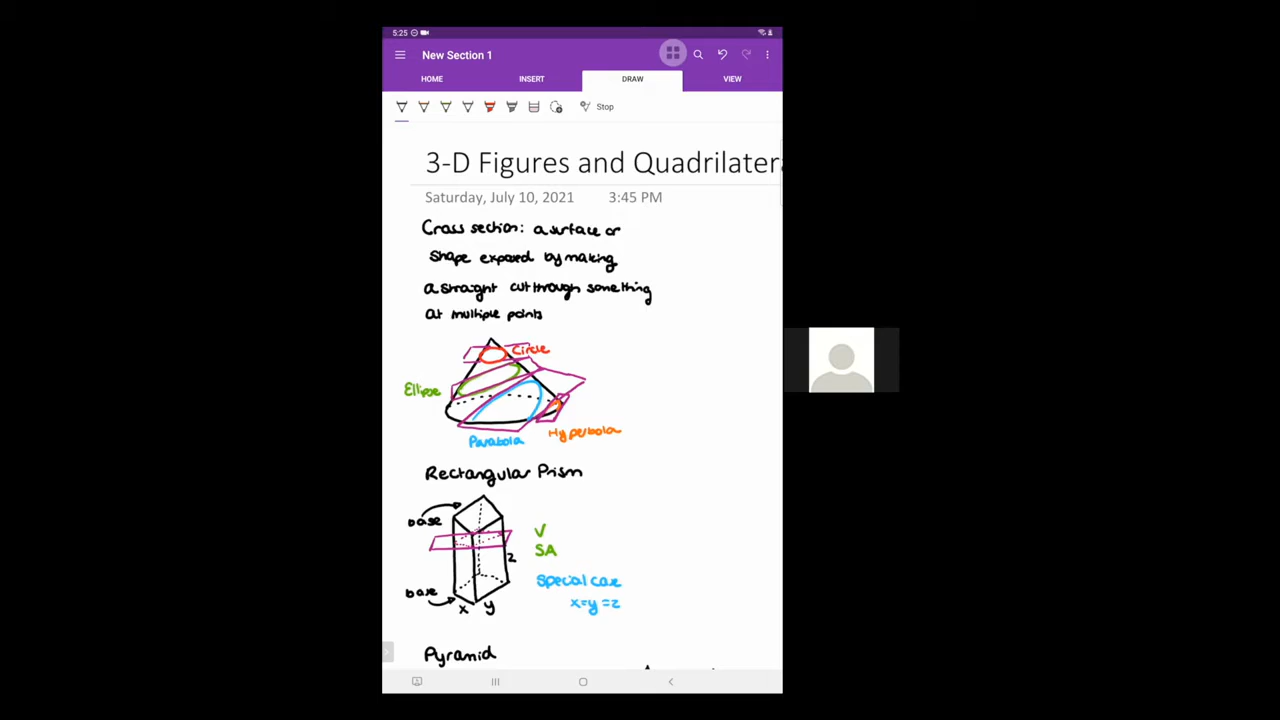 5:25
New Section 1
HOME INSERT DRAW VIEW
Stop
3-D Figures and Quadrilatera
Saturday, July 10, 2021 3:45 PM
Cross section: a surface or
shape exposed by making
a straight cut through something
at multiple points
Circle
Ellipse
Hyperbola
Parabola
Rectangular Prism
base
V
SA
z
Special case
base
x y
x=y=z
Pyramid